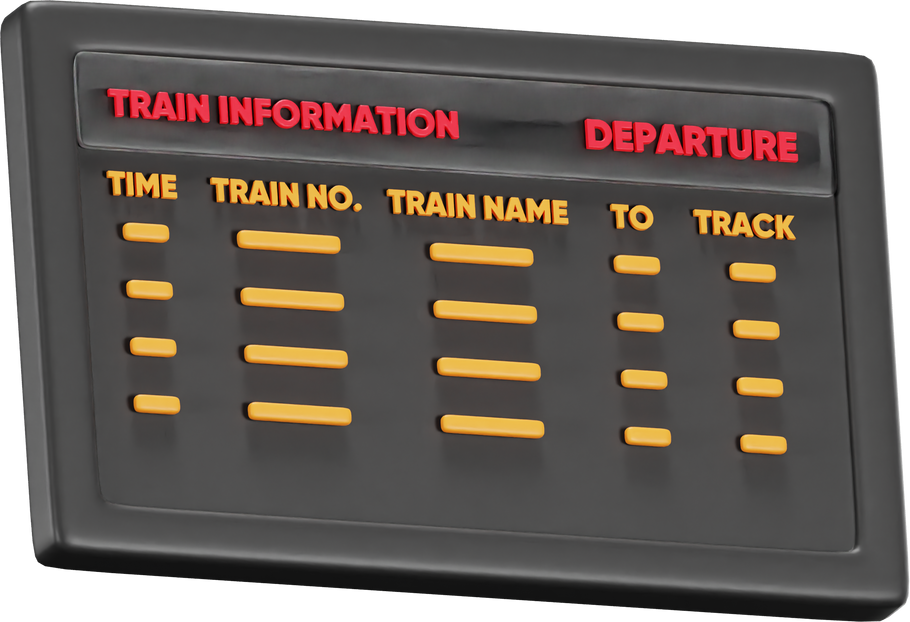 TRAIN INFORMATION DEPARTURE
TIME TRAIN NO. TRAIN NAME TO TRACK